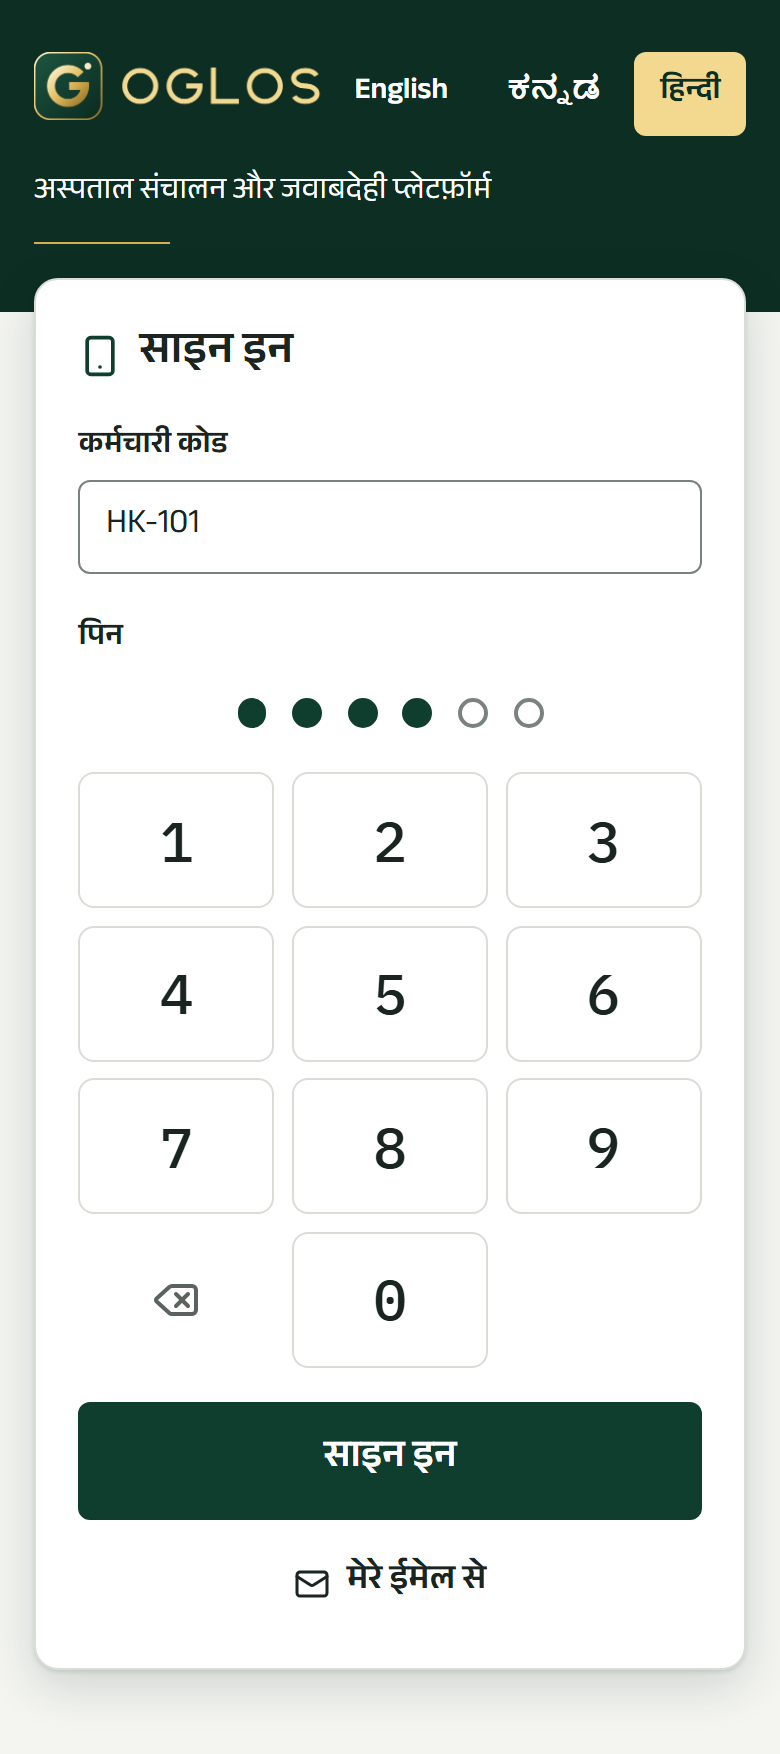 OGLOS English ಕನ್ನಡ हिन्दी
अस्पताल संचालन और जवाबदेही प्लेटफ़ॉर्म
साइन इन
कर्मचारी कोड
HK-101
पिन
1 2 3
4 5 6
7 8 9
0
साइन इन
मेरे ईमेल से